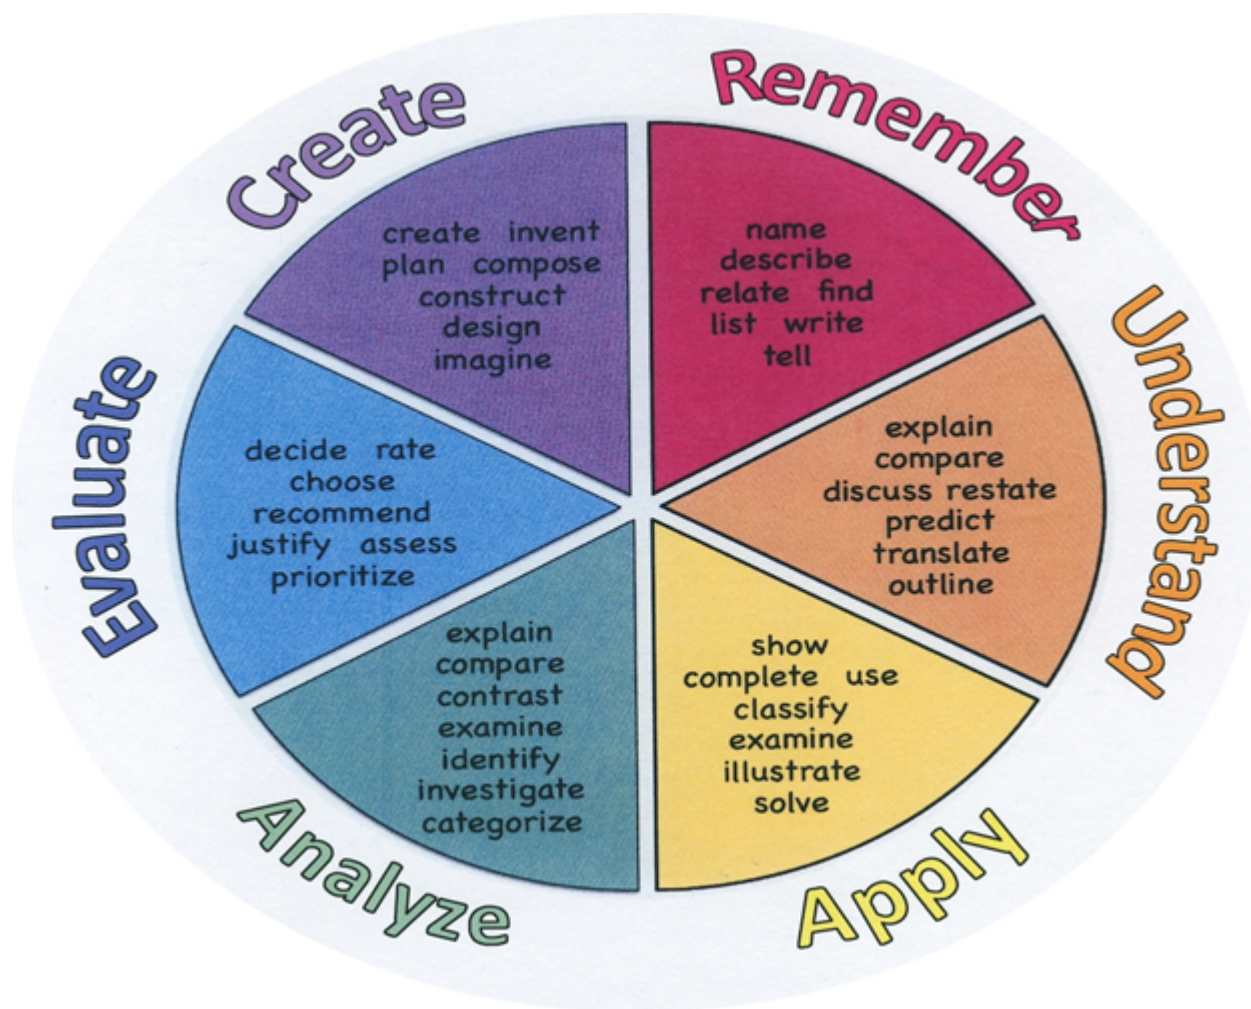 Remember
name
describe
relate find
list write
tell
Understand
explain
compare
discuss restate
predict
translate
outline
Apply
show
complete use
classify
examine
illustrate
solve
Analyze
explain
compare
contrast
examine
identify
investigate
categorize
Evaluate
decide rate
choose
recommend
justify assess
prioritize
Create
create invent
plan compose
construct
design
imagine